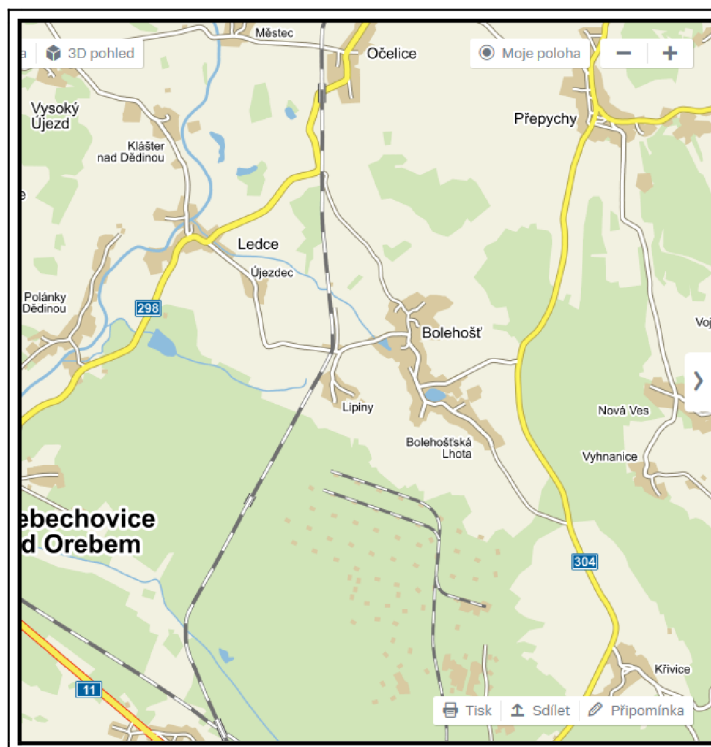 Městec
a
3D pohled
Očelice
Moje poloha
Vysoký
Újezd
Přepychy
Klášter
nad Dědinou
e
Ledce
Újezdec
Polánky
Dědinou
298
Bolehošť
Voj
Lipiny
Nová Ves
Bolehošťská
Lhota
Vyhnanice
ebechovice
d Orebem
304
Křivice
11
Tisk
Sdílet
Připomínka